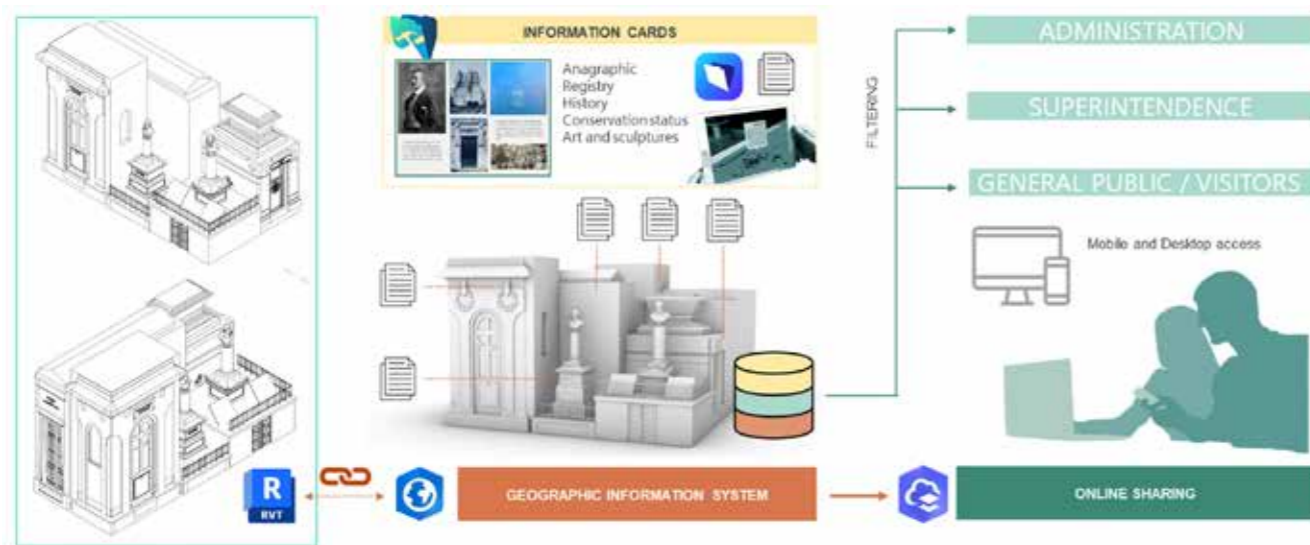 INFORMATION CARDS
Anagraphic
Registry
History
Conservation status
Art and sculptures
FILTERING
ADMINISTRATION
SUPERINTENDENCE
GENERAL PUBLIC / VISITORS
Mobile and Desktop access
R
RVT
GEOGRAPHIC INFORMATION SYSTEM
ONLINE SHARING